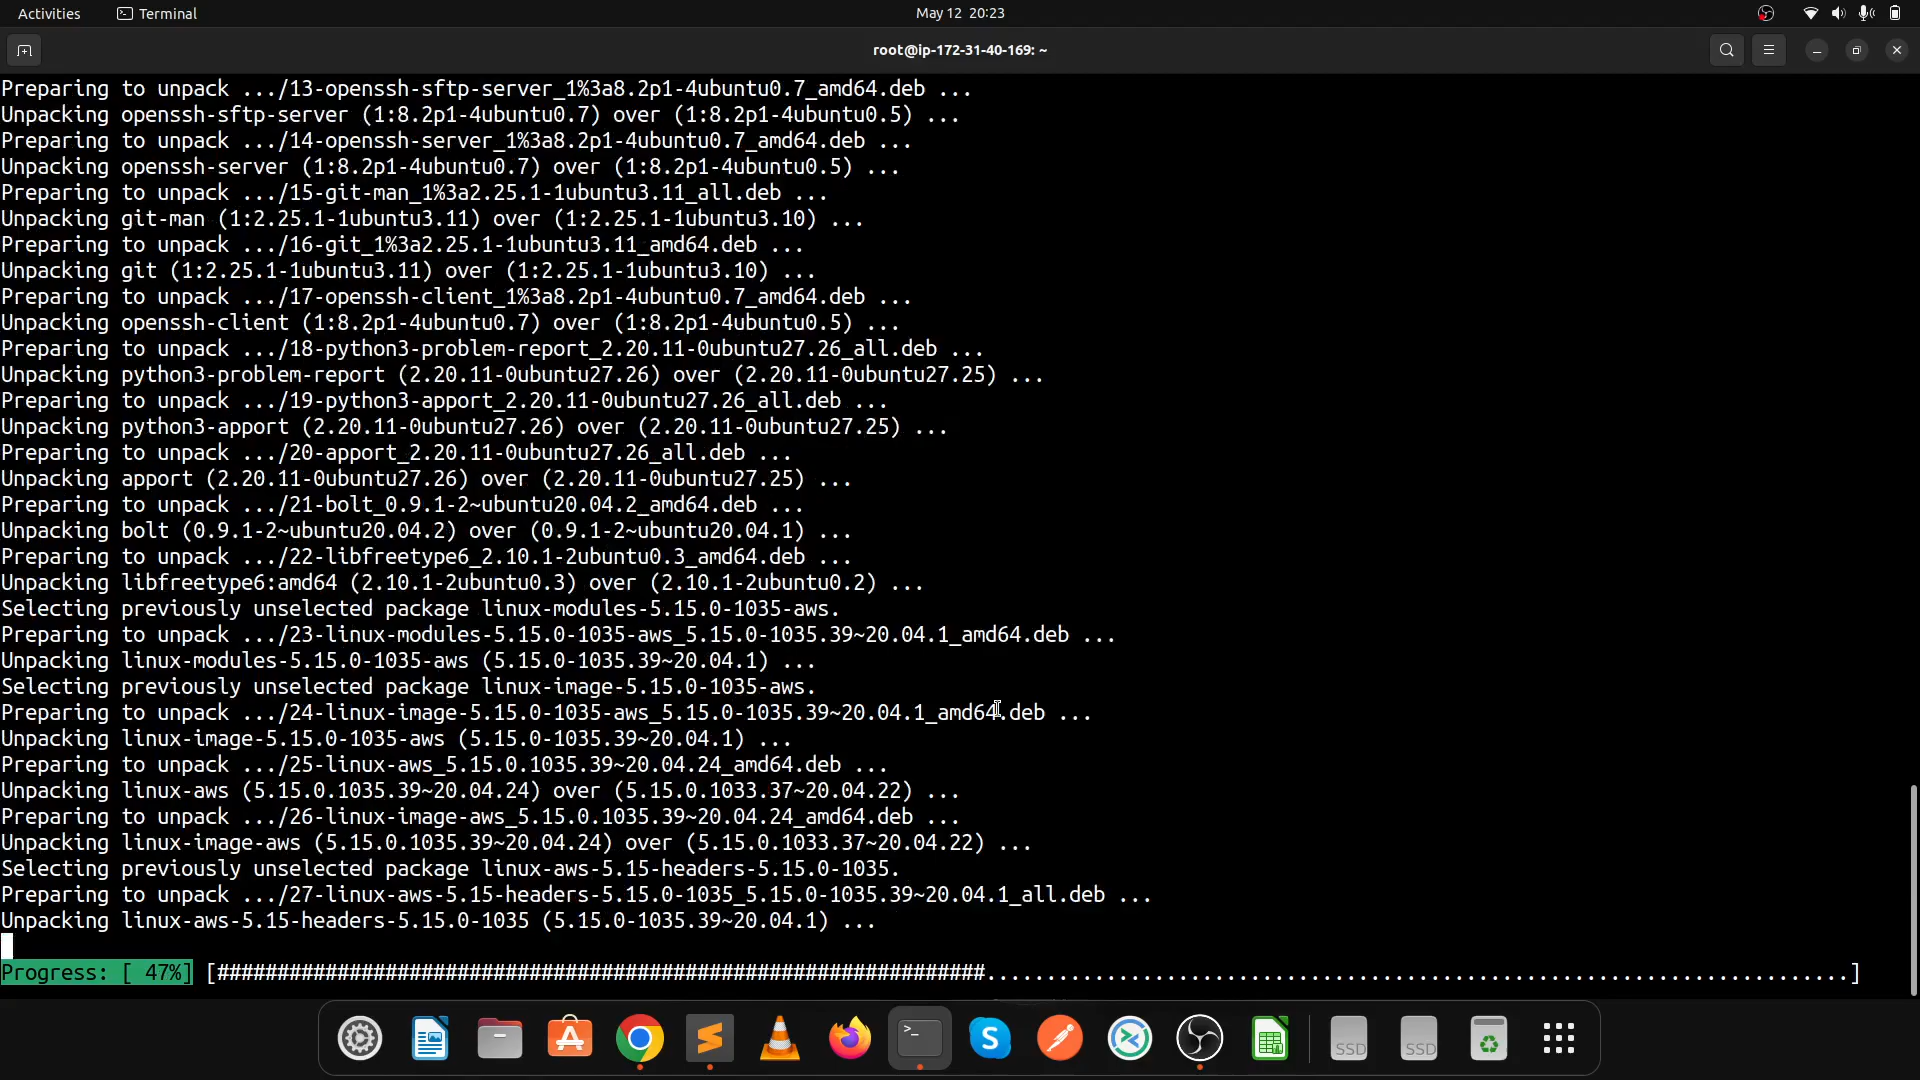 Activities
Terminal
May 12 20:23
root@ip-172-31-40-169: ~
Preparing to unpack .../13-openssh-sftp-server_1%3a8.2p1-4ubuntu0.7_amd64.deb ...
Unpacking openssh-sftp-server (1:8.2p1-4ubuntu0.7) over (1:8.2p1-4ubuntu0.5) ...
Preparing to unpack .../14-openssh-server_1%3a8.2p1-4ubuntu0.7_amd64.deb ...
Unpacking openssh-server (1:8.2p1-4ubuntu0.7) over (1:8.2p1-4ubuntu0.5) ...
Preparing to unpack .../15-git-man_1%3a2.25.1-1ubuntu3.11_all.deb ...
Unpacking git-man (1:2.25.1-1ubuntu3.11) over (1:2.25.1-1ubuntu3.10) ...
Preparing to unpack .../16-git_1%3a2.25.1-1ubuntu3.11_amd64.deb ...
Unpacking git (1:2.25.1-1ubuntu3.11) over (1:2.25.1-1ubuntu3.10) ...
Preparing to unpack .../17-openssh-client_1%3a8.2p1-4ubuntu0.7_amd64.deb ...
Unpacking openssh-client (1:8.2p1-4ubuntu0.7) over (1:8.2p1-4ubuntu0.5) ...
Preparing to unpack .../18-python3-problem-report_2.20.11-0ubuntu27.26_all.deb ...
Unpacking python3-problem-report (2.20.11-0ubuntu27.26) over (2.20.11-0ubuntu27.25) ...
Preparing to unpack .../19-python3-apport_2.20.11-0ubuntu27.26_all.deb ...
Unpacking python3-apport (2.20.11-0ubuntu27.26) over (2.20.11-0ubuntu27.25) ...
Preparing to unpack .../20-apport_2.20.11-0ubuntu27.26_all.deb ...
Unpacking apport (2.20.11-0ubuntu27.26) over (2.20.11-0ubuntu27.25) ...
Preparing to unpack .../21-bolt_0.9.1-2~ubuntu20.04.2_amd64.deb ...
Unpacking bolt (0.9.1-2~ubuntu20.04.2) over (0.9.1-2~ubuntu20.04.1) ...
Preparing to unpack .../22-libfreetype6_2.10.1-2ubuntu0.3_amd64.deb ...
Unpacking libfreetype6:amd64 (2.10.1-2ubuntu0.3) over (2.10.1-2ubuntu0.2) ...
Selecting previously unselected package linux-modules-5.15.0-1035-aws.
Preparing to unpack .../23-linux-modules-5.15.0-1035-aws_5.15.0-1035.39~20.04.1_amd64.deb ...
Unpacking linux-modules-5.15.0-1035-aws (5.15.0-1035.39~20.04.1) ...
Selecting previously unselected package linux-image-5.15.0-1035-aws.
Preparing to unpack .../24-linux-image-5.15.0-1035-aws_5.15.0-1035.39~20.04.1_amd64.deb ...
Unpacking linux-image-5.15.0-1035-aws (5.15.0-1035.39~20.04.1) ...
Preparing to unpack .../25-linux-aws_5.15.0.1035.39~20.04.24_amd64.deb ...
Unpacking linux-aws (5.15.0.1035.39~20.04.24) over (5.15.0.1033.37~20.04.22) ...
Preparing to unpack .../26-linux-image-aws_5.15.0.1035.39~20.04.24_amd64.deb ...
Unpacking linux-image-aws (5.15.0.1035.39~20.04.24) over (5.15.0.1033.37~20.04.22) ...
Selecting previously unselected package linux-aws-5.15-headers-5.15.0-1035.
Preparing to unpack .../27-linux-aws-5.15-headers-5.15.0-1035_5.15.0-1035.39~20.04.1_all.deb ...
Unpacking linux-aws-5.15-headers-5.15.0-1035 (5.15.0-1035.39~20.04.1) ...
Progress: [ 47%] [################################################################........................................................................]
S
SSD
SSD